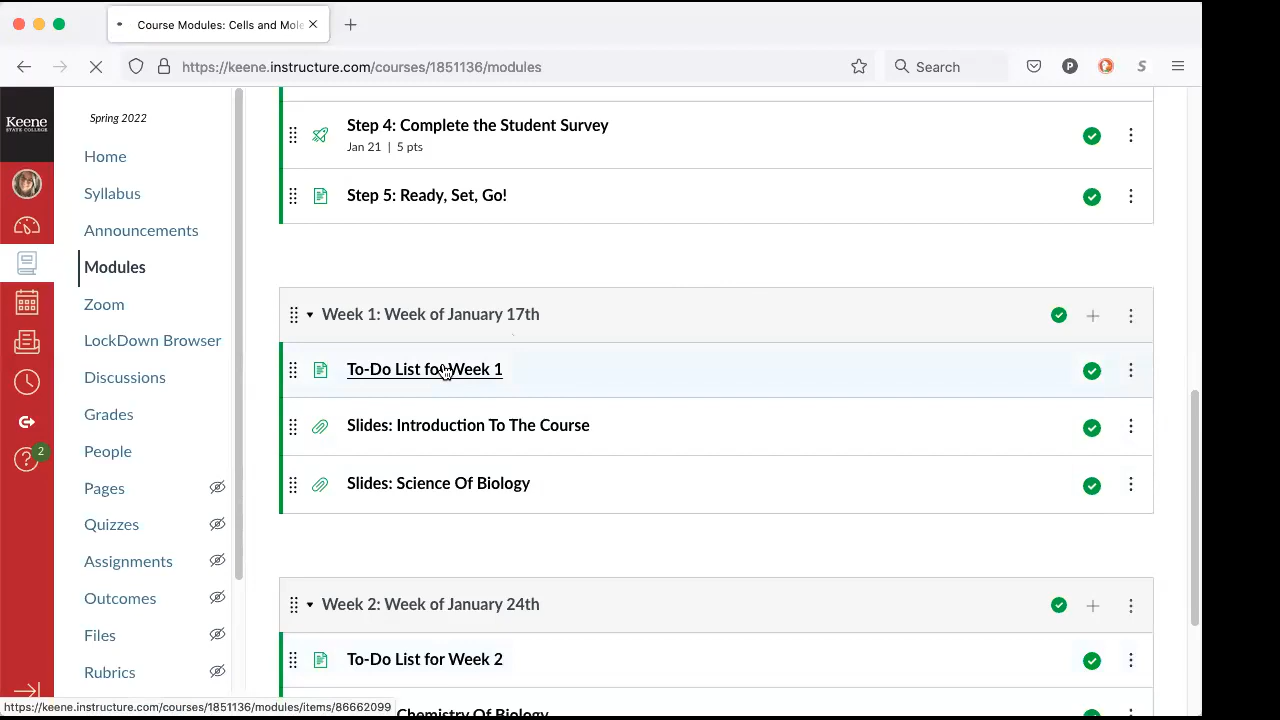 Course Modules: Cells and Mole
https://keene.instructure.com/courses/1851136/modules
Search
P
S
Keene
STATE COLLEGE
2
Spring 2022
Home
Syllabus
Announcements
Modules
Zoom
LockDown Browser
Discussions
Grades
People
Pages
Quizzes
Assignments
Outcomes
Files
Rubrics
Step 4: Complete the Student Survey
Jan 21 | 5 pts
Step 5: Ready, Set, Go!
Week 1: Week of January 17th
To-Do List for Week 1
Slides: Introduction To The Course
Slides: Science Of Biology
Week 2: Week of January 24th
To-Do List for Week 2
Chemistry Of Biology
https://keene.instructure.com/courses/1851136/modules/items/86662099